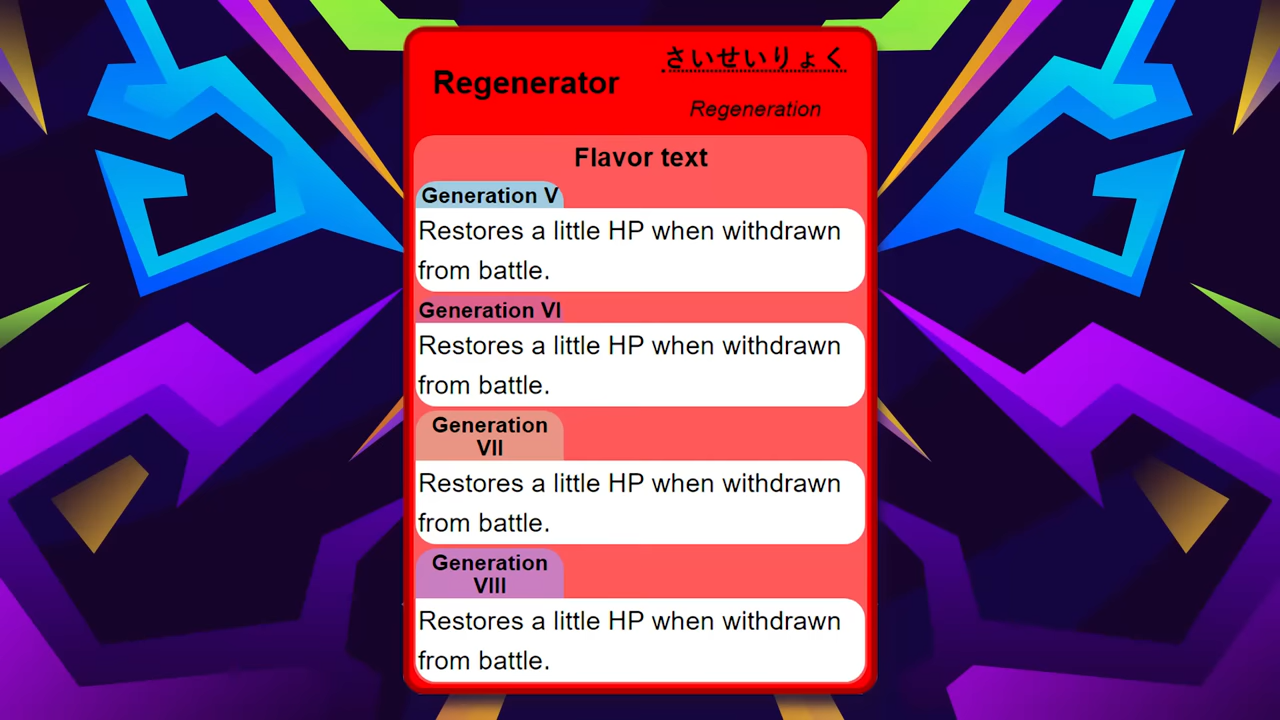 Regenerator
さいせいりょく
Regeneration
Flavor text
Generation V
Restores a little HP when withdrawn
from battle.
Generation VI
Restores a little HP when withdrawn
from battle.
Generation
VII
Restores a little HP when withdrawn
from battle.
Generation
VIII
Restores a little HP when withdrawn
from battle.